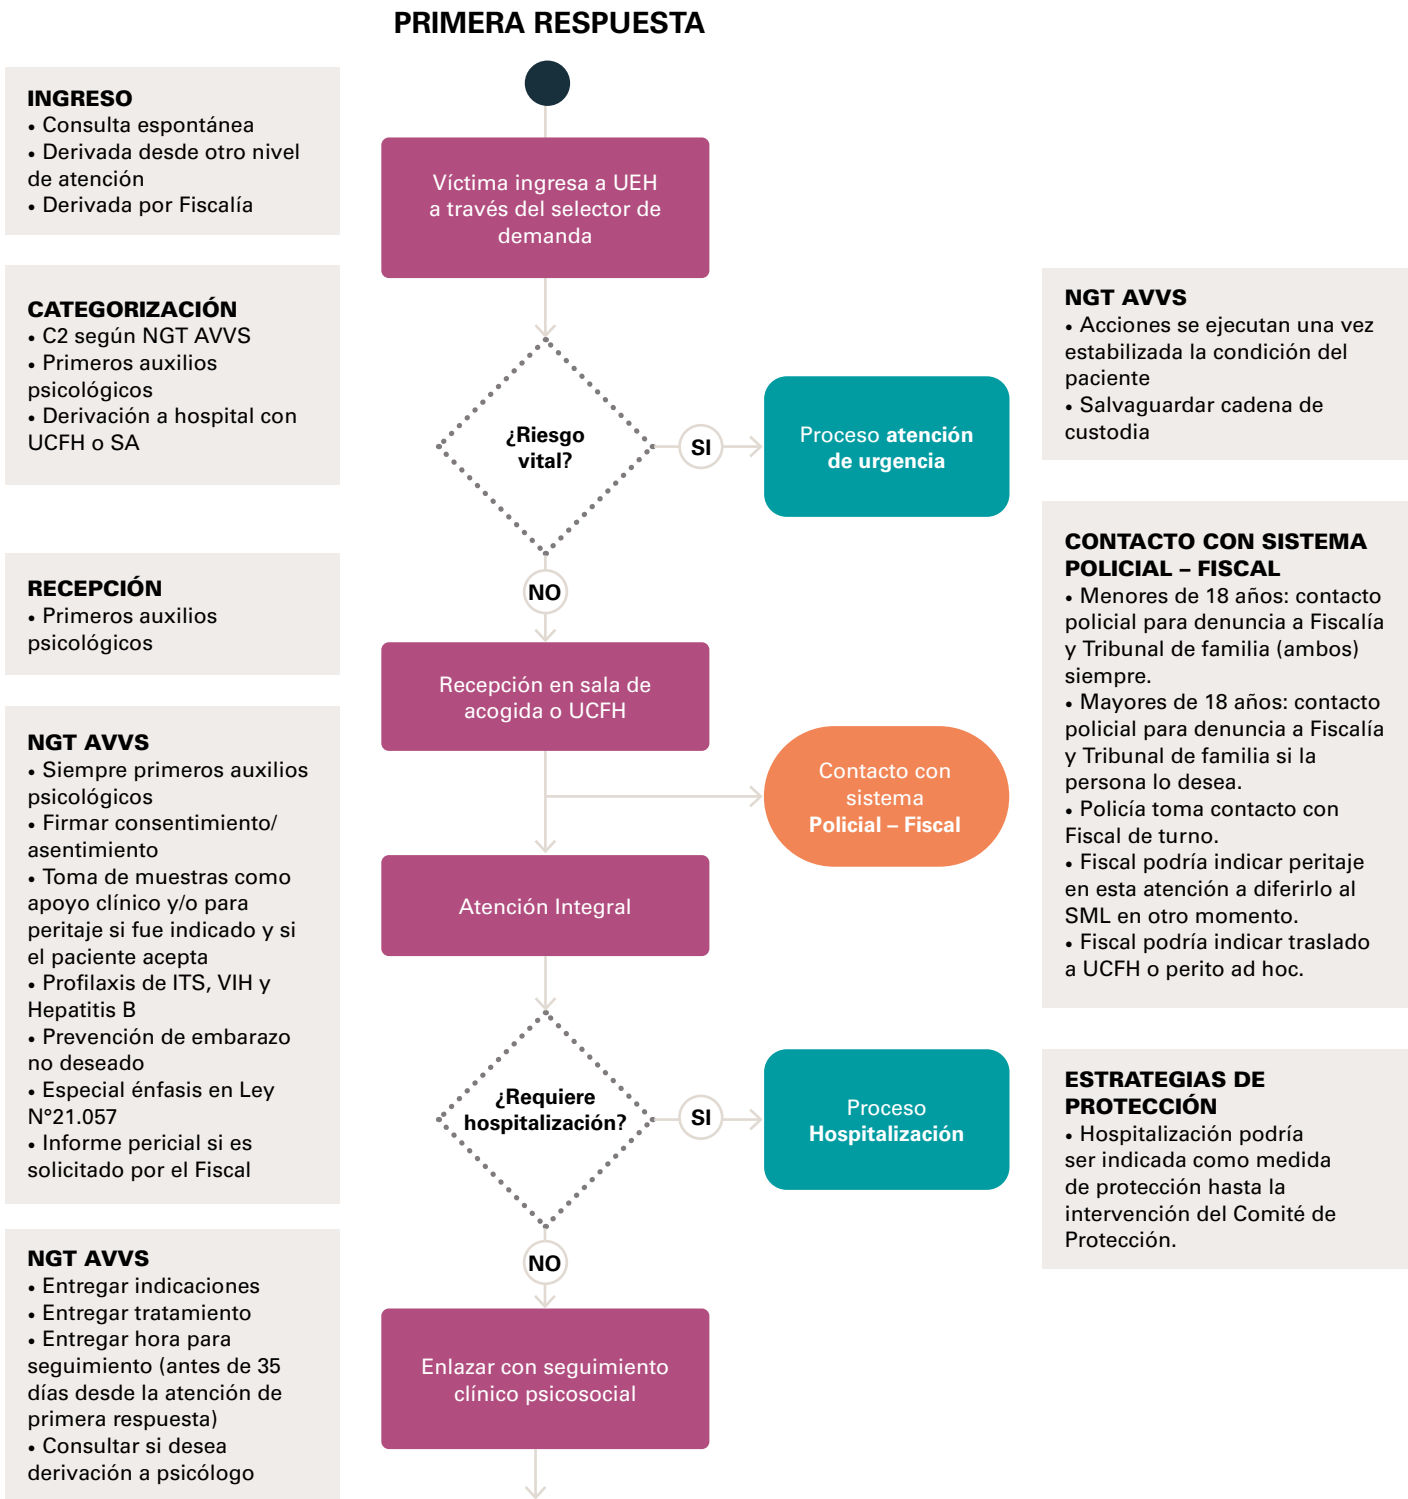 PRIMERA RESPUESTA
INGRESO
• Consulta espontánea
• Derivada desde otro nivel
de atención
• Derivada por Fiscalía
Víctima ingresa a UEH
a través del selector de
demanda
CATEGORIZACIÓN
• C2 según NGT AVVS
• Primeros auxilios
psicológicos
• Derivación a hospital con
UCFH o SA
¿Riesgo
vital?
SI
Proceso atención
de urgencia
NGT AVVS
• Acciones se ejecutan una vez
estabilizada la condición del
paciente
• Salvaguardar cadena de
custodia
NO
RECEPCIÓN
• Primeros auxilios
psicológicos
Recepción en sala de
acogida o UCFH
Contacto con
sistema
Policial – Fiscal
CONTACTO CON SISTEMA
POLICIAL – FISCAL
• Menores de 18 años: contacto
policial para denuncia a Fiscalía
y Tribunal de familia (ambos)
siempre.
• Mayores de 18 años: contacto
policial para denuncia a Fiscalía
y Tribunal de familia si la
persona lo desea.
• Policía toma contacto con
Fiscal de turno.
• Fiscal podría indicar peritaje
en esta atención a diferirlo al
SML en otro momento.
• Fiscal podría indicar traslado
a UCFH o perito ad hoc.
NGT AVVS
• Siempre primeros auxilios
psicológicos
• Firmar consentimiento/
asentimiento
• Toma de muestras como
apoyo clínico y/o para
peritaje si fue indicado y si
el paciente acepta
• Profilaxis de ITS, VIH y
Hepatitis B
• Prevención de embarazo
no deseado
• Especial énfasis en Ley
N°21.057
• Informe pericial si es
solicitado por el Fiscal
Atención Integral
¿Requiere
hospitalización?
SI
Proceso
Hospitalización
ESTRATEGIAS DE
PROTECCIÓN
• Hospitalización podría
ser indicada como medida
de protección hasta la
intervención del Comité de
Protección.
NO
NGT AVVS
• Entregar indicaciones
• Entregar tratamiento
• Entregar hora para
seguimiento (antes de 35
días desde la atención de
primera respuesta)
• Consultar si desea
derivación a psicólogo
Enlazar con seguimiento
clínico psicosocial